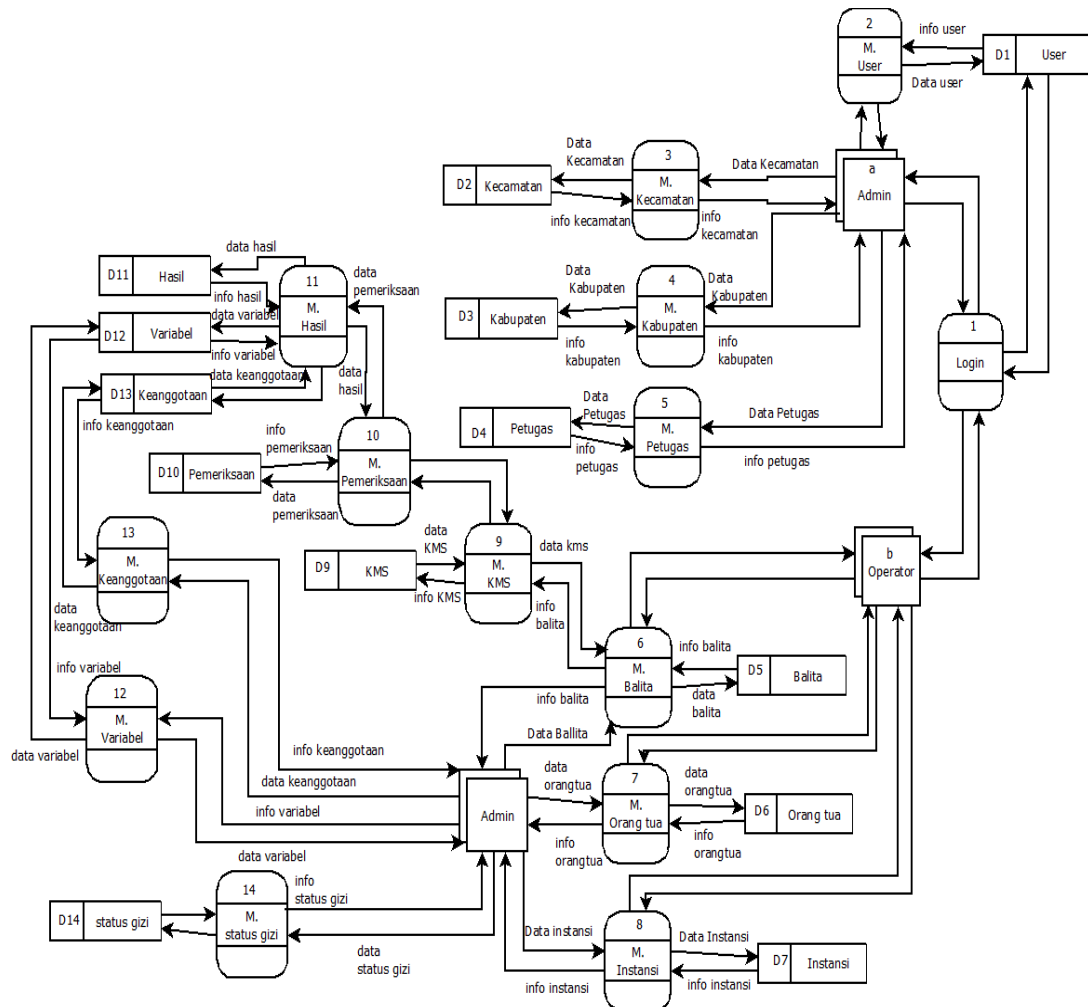 2
M.
User
info user
Data user
D1
User
a
Admin
3
M.
Kecamatan
Data
Kecamatan
Data Kecamatan
D2
Kecamatan
info kecamatan
info
kecamatan
4
M.
Kabupaten
Data
Kabupaten
Data
Kabupaten
D3
Kabupaten
info
kabupaten
info
kabupaten
1
Login
5
M.
Petugas
Data
Petugas
Data Petugas
D4
Petugas
info
petugas
info petugas
data hasil
D11
Hasil
info hasil
11
M.
Hasil
data
pemeriksaan
data variabel
D12
Variabel
info variabel
data keanggotaan
D13
Keanggotaan
info keanggotaan
data
hasil
10
M.
Pemeriksaan
info
pemeriksaan
D10
Pemeriksaan
data
pemeriksaan
13
M.
Keanggotaan
data
keanggotaan
9
M.
KMS
data
KMS
data kms
D9
KMS
info KMS
info
balita
b
Operator
6
M.
Balita
info balita
D5
Balita
data
balita
info balita
Data Ballita
info variabel
12
M.
Variabel
data variabel
info keanggotaan
data keanggotaan
info variabel
data variabel
Admin
data
orangtua
7
M.
Orang tua
data
orangtua
D6
Orang tua
info
orangtua
info
orangtua
14
M.
status gizi
info
status gizi
D14
status gizi
data
status gizi
Data instansi
8
M.
Instansi
Data Instansi
D7
Instansi
info instansi
info instansi